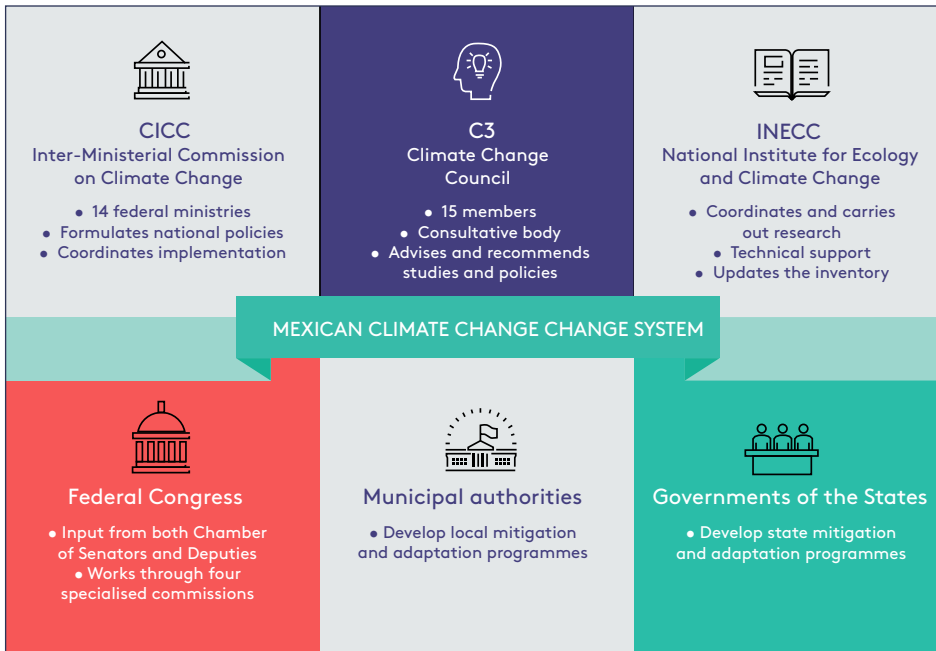 CICC
Inter-Ministerial Commission
on Climate Change
• 14 federal ministries
• Formulates national policies
• Coordinates implementation
C3
Climate Change
Council
• 15 members
• Consultative body
• Advises and recommends
studies and policies
INECC
National Institute for Ecology
and Climate Change
• Coordinates and carries
out research
• Technical support
• Updates the inventory
MEXICAN CLIMATE CHANGE CHANGE SYSTEM
Federal Congress
• Input from both Chamber
of Senators and Deputies
• Works through four
specialised commissions
Municipal authorities
• Develop local mitigation
and adaptation programmes
Governments of the States
• Develop state mitigation
and adaptation programmes